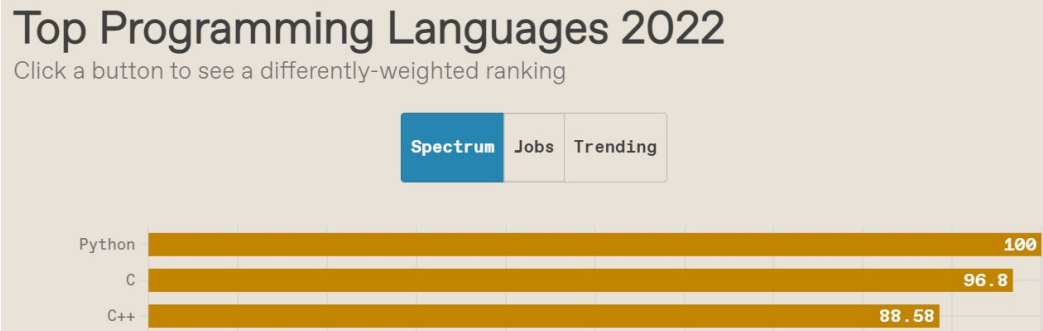 Top Programming Languages 2022
Click a button to see a differently-weighted ranking
Spectrum Jobs Trending
Python 100
C 96.8
C++ 88.58